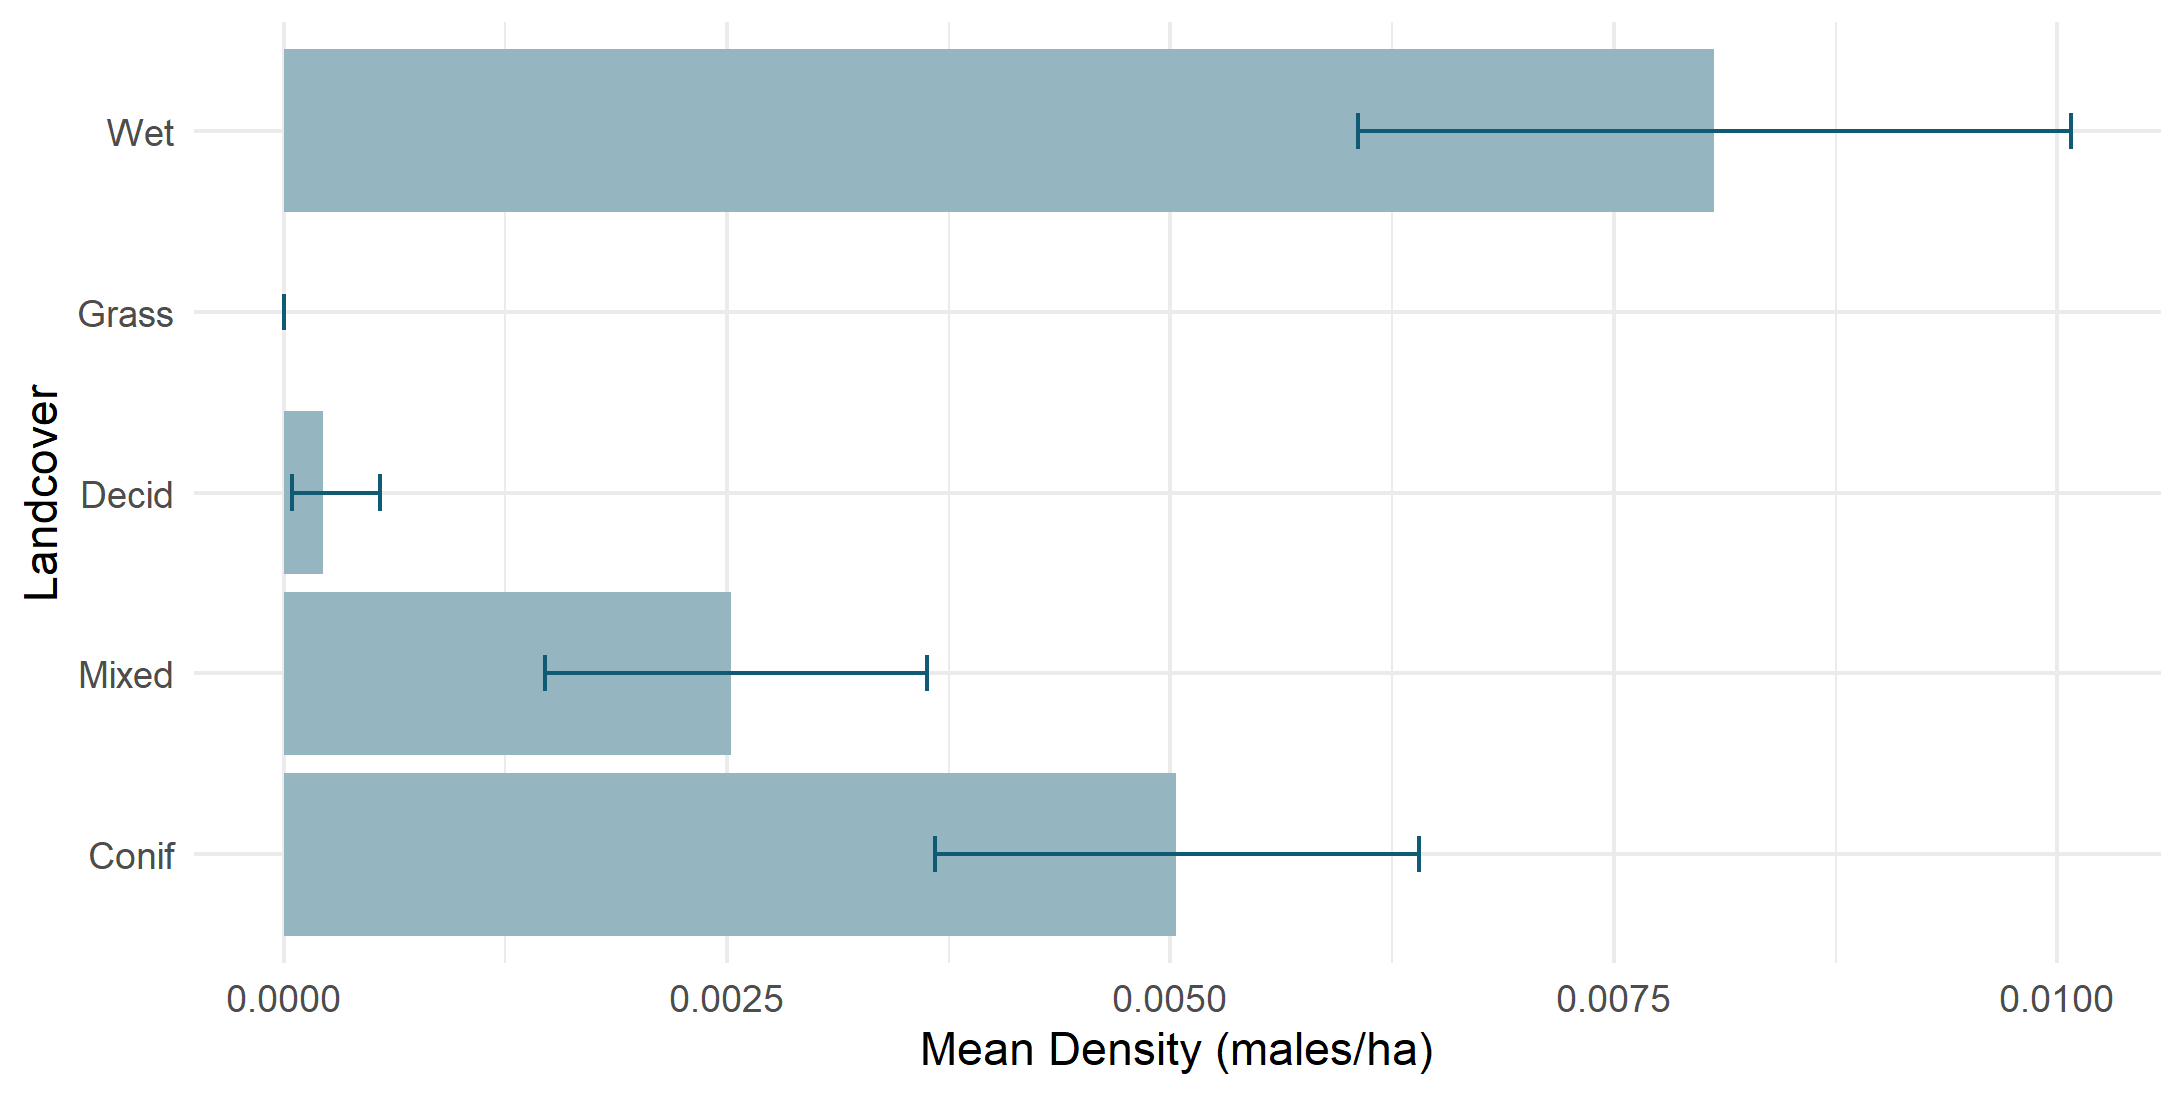 Wet
Grass
Decid
Mixed
Conif
Landcover
0.0000 0.0025 0.0050 0.0075 0.0100
Mean Density (males/ha)